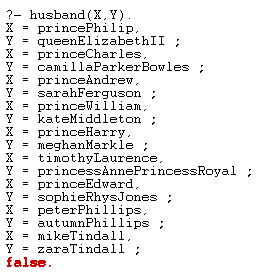 ?- husband(X,Y).
X = princePhilip,
Y = queenElizabethII ;
X = princeCharles,
Y = camillaParkerBowles ;
X = princeAndrew,
Y = sarahFerguson ;
X = princeWilliam,
Y = kateMiddleton ;
X = princeHarry,
Y = meghanMarkle ;
X = timothyLaurence,
Y = princessAnnePrincessRoyal ;
X = princeEdward,
Y = sophieRhysJones ;
X = peterPhillips,
Y = autumnPhillips ;
X = mikeTindall,
Y = zaraTindall ;
false.